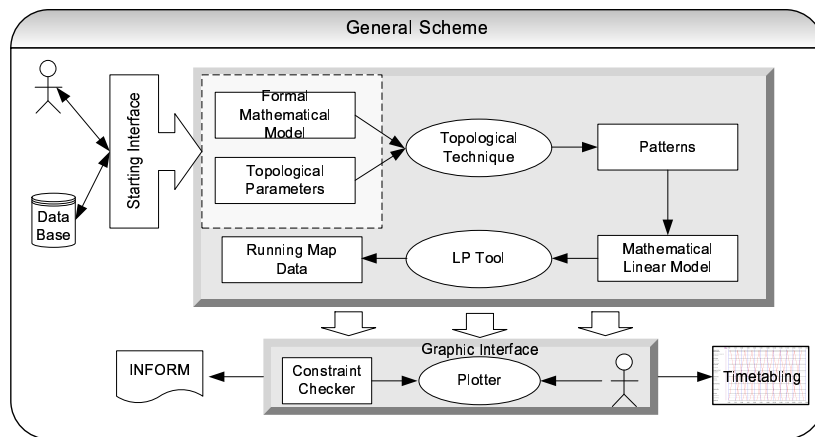 General Scheme
Starting Interface
Data
Base
Formal
Mathematical
Model
Topological
Parameters
Topological
Technique
Patterns
Running Map
Data
LP Tool
Mathematical
Linear Model
Graphic Interface
INFORM
Constraint
Checker
Plotter
Timetabling